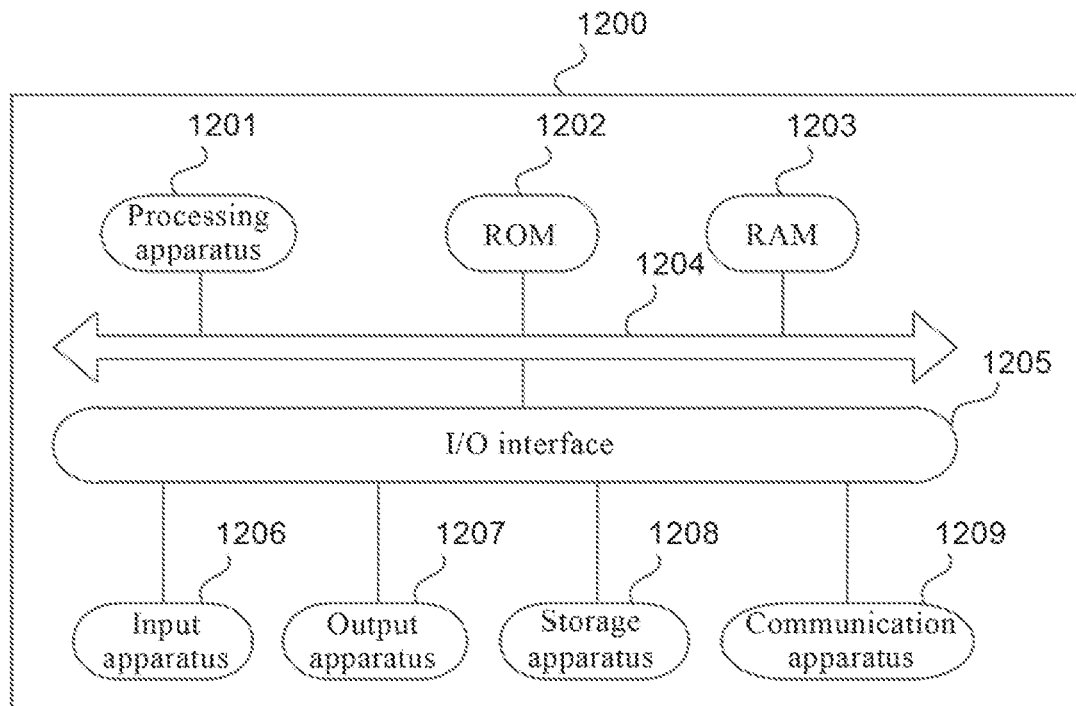 1200
1201
1202
1203
Processing
apparatus
ROM
RAM
1204
1205
I/O interface
1206
1207
1208
1209
Input
apparatus
Output
apparatus
Storage
apparatus
Communication
apparatus